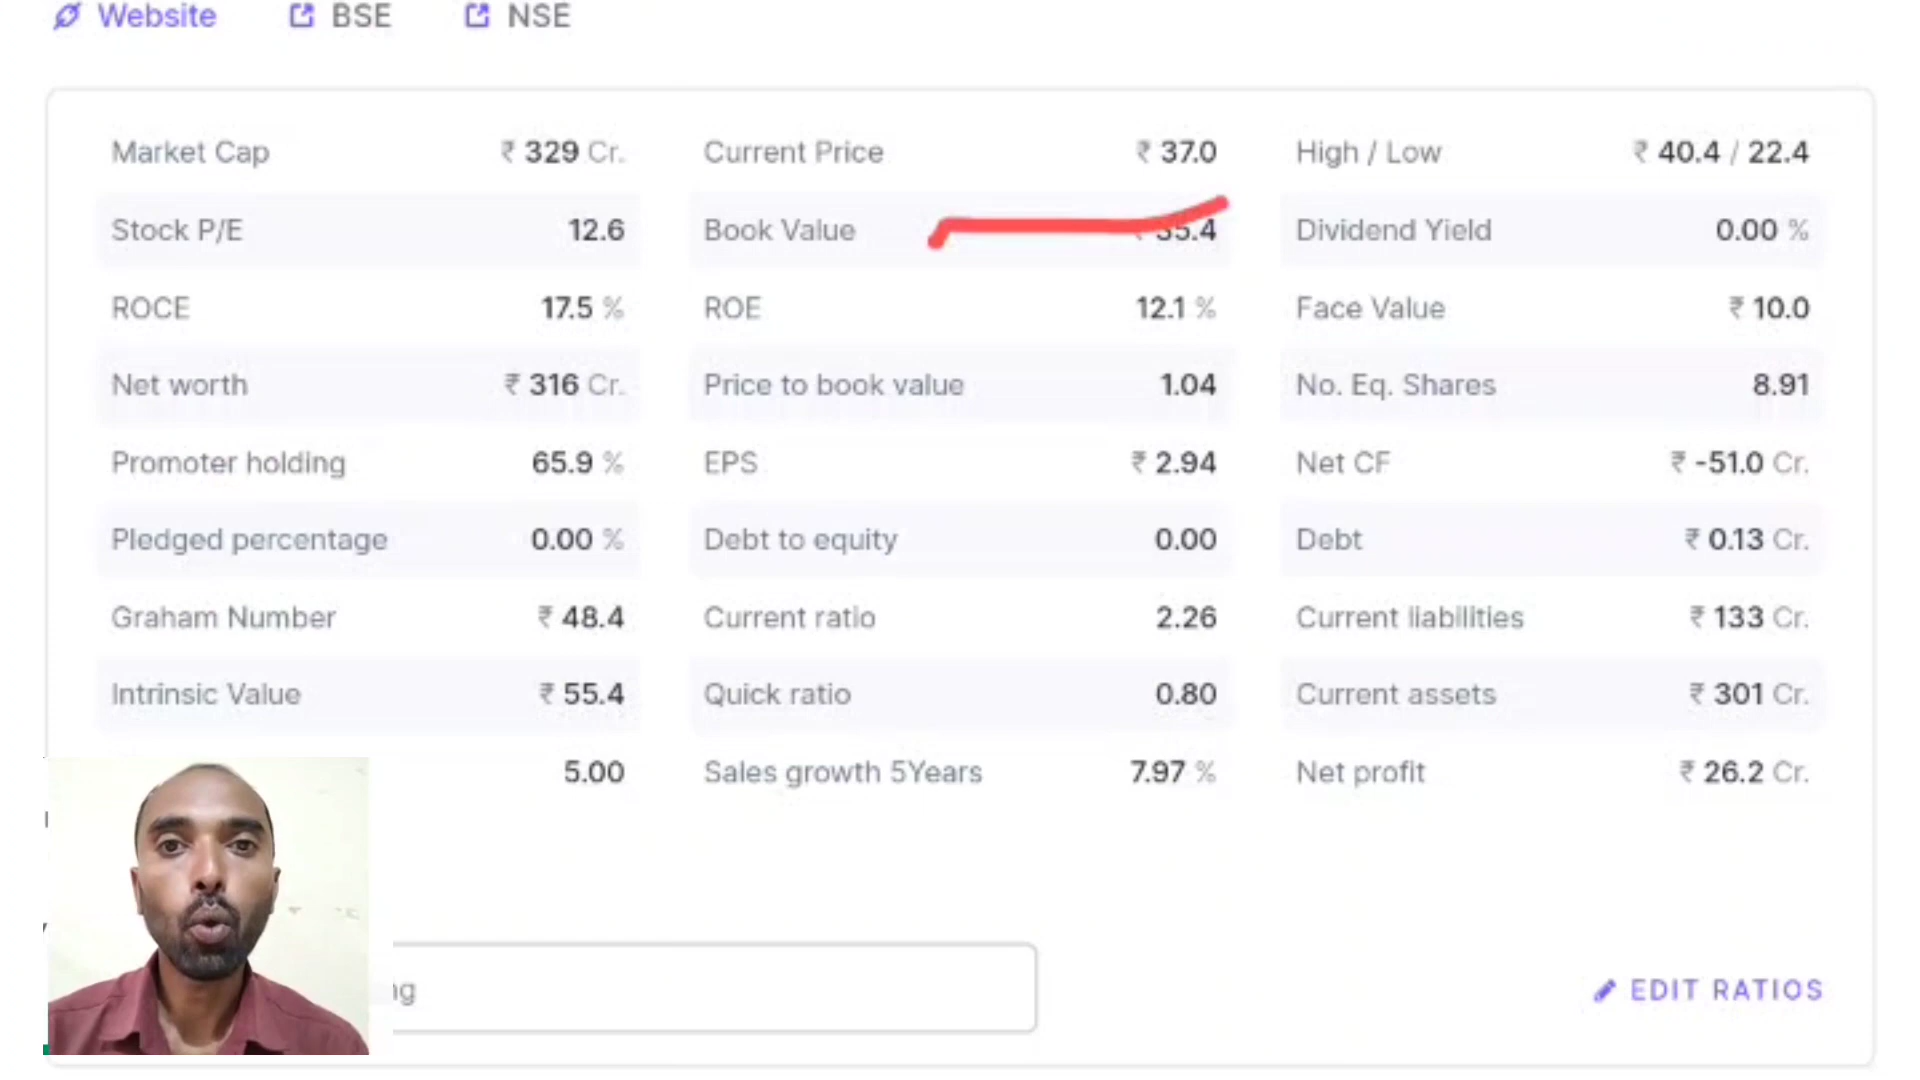 Website BSE NSE
Market Cap ₹ 329 Cr. Current Price ₹ 37.0 High / Low ₹ 40.4 / 22.4
Stock P/E 12.6 Book Value 35.4 Dividend Yield 0.00 %
ROCE 17.5 % ROE 12.1 % Face Value ₹ 10.0
Net worth ₹ 316 Cr. Price to book value 1.04 No. Eq. Shares 8.91
Promoter holding 65.9 % EPS ₹ 2.94 Net CF ₹ -51.0 Cr.
Pledged percentage 0.00 % Debt to equity 0.00 Debt ₹ 0.13 Cr.
Graham Number ₹ 48.4 Current ratio 2.26 Current liabilities ₹ 133 Cr.
Intrinsic Value ₹ 55.4 Quick ratio 0.80 Current assets ₹ 301 Cr.
5.00 Sales growth 5Years 7.97 % Net profit ₹ 26.2 Cr.
EDIT RATIOS